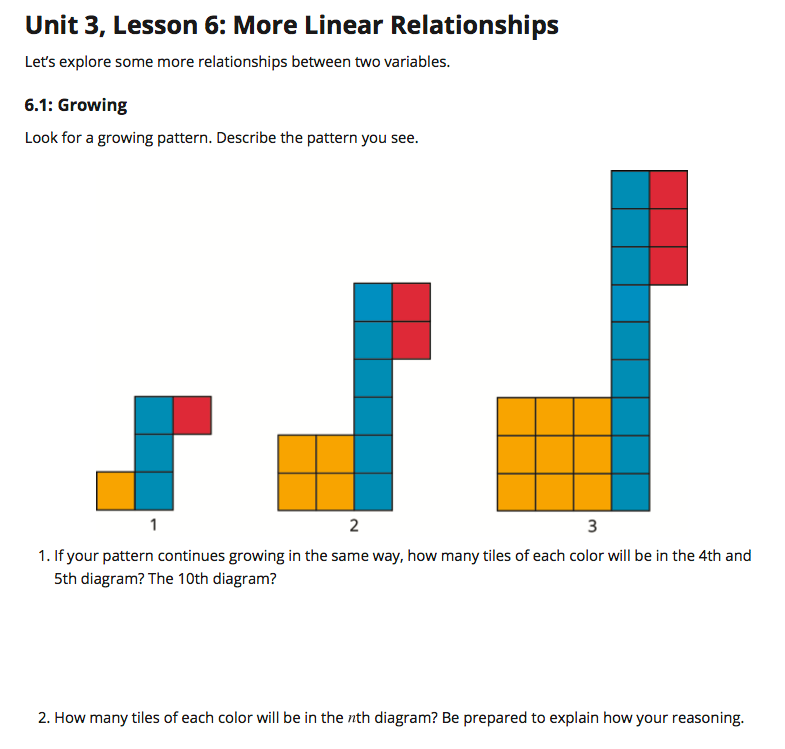 Unit 3, Lesson 6: More Linear Relationships
Let's explore some more relationships between two variables.
6.1: Growing
Look for a growing pattern. Describe the pattern you see.
1 2 3
1. If your pattern continues growing in the same way, how many tiles of each color will be in the 4th and
5th diagram? The 10th diagram?
2. How many tiles of each color will be in the nth diagram? Be prepared to explain how your reasoning.